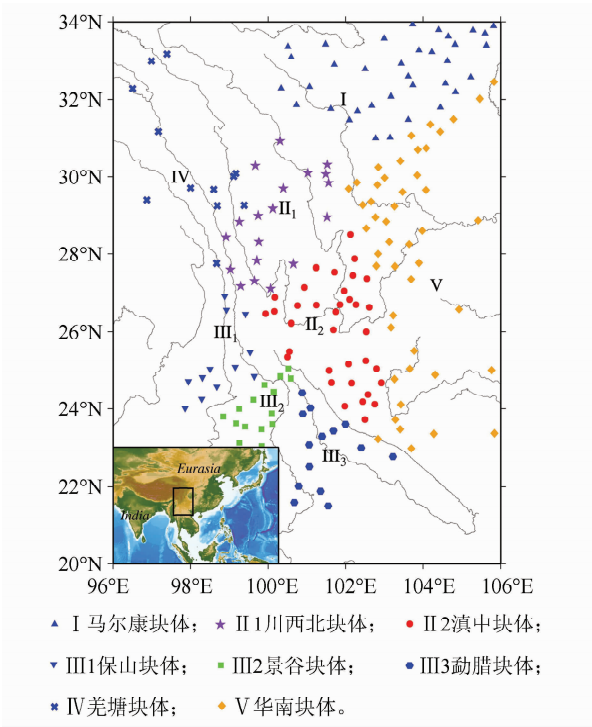 34°N
32°N
30°N
28°N
26°N
24°N
22°N
20°N
I
IV
II1
II2
V
III1
III2
III3
Eurasia
India
96°E 98°E 100°E 102°E 104°E 106°E
Ⅰ马尔康块体; Ⅱ1川西北块体; Ⅱ2滇中块体;
Ⅲ1保山块体; Ⅲ2景谷块体; Ⅲ3勐腊块体;
Ⅳ羌塘块体; Ⅴ华南块体。